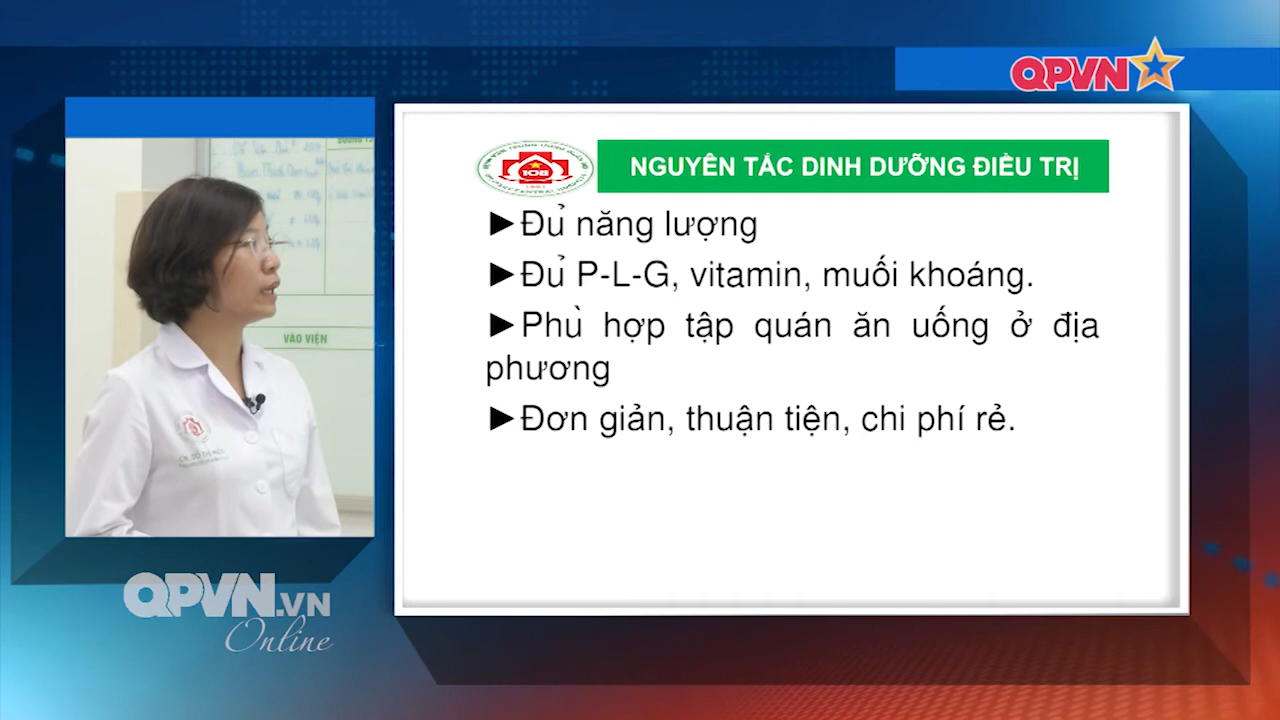 QPVN
NGUYÊN TẮC DINH DƯỠNG ĐIỀU TRỊ
108
►Đủ năng lượng
►Đủ P-L-G, vitamin, muối khoáng.
►Phù hợp tập quán ăn uống ở địa
phương
►Đơn giản, thuận tiện, chi phí rẻ.
VÀO VIỆN
QPVN.VN
Online